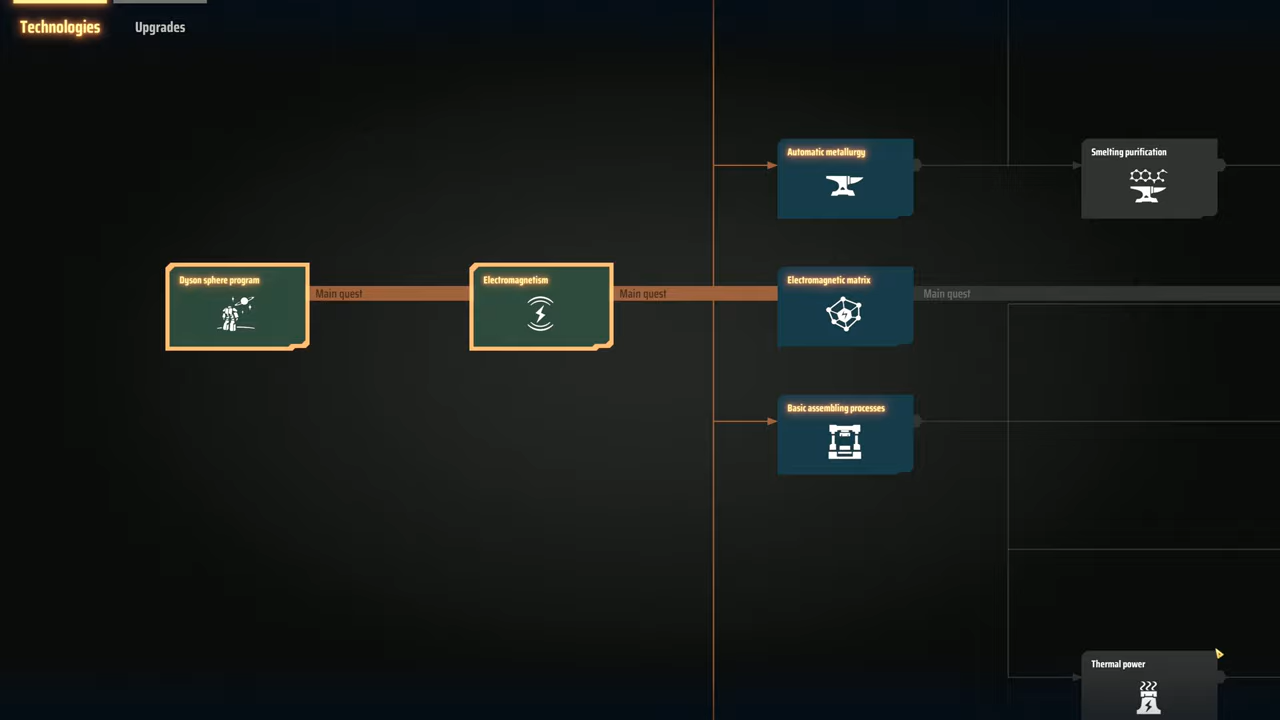 Technologies
Upgrades
Automatic metallurgy
Smelting purification
Dyson sphere program
Main quest
Electromagnetism
Main quest
Electromagnetic matrix
Main quest
Basic assembling processes
Thermal power